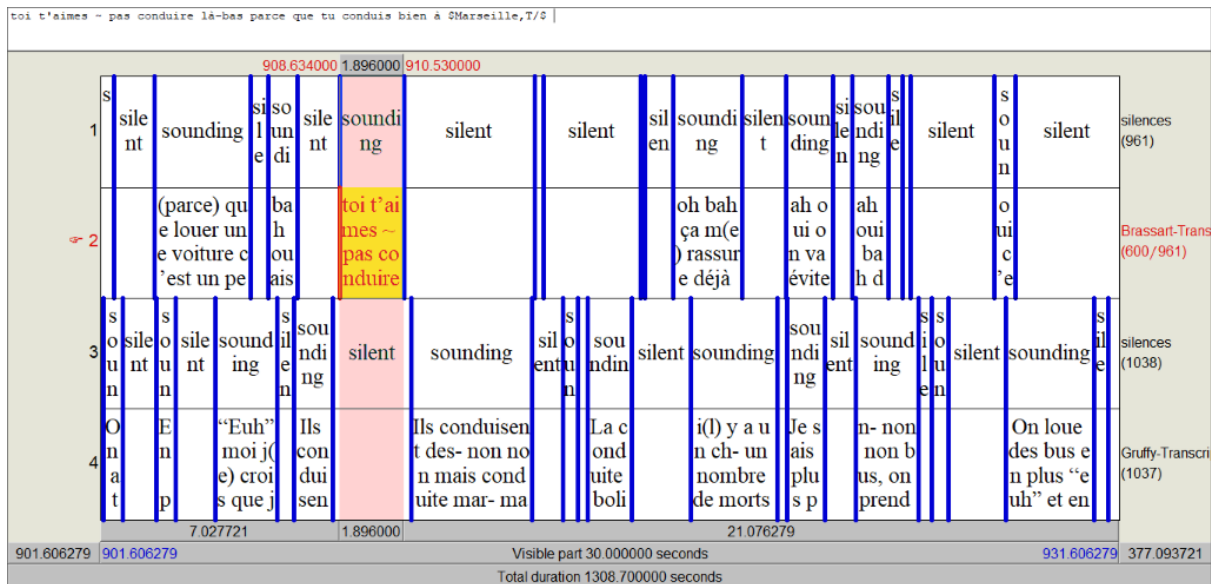 toi t'aimes ~ pas conduire là-bas parce que tu conduis bien à $Marseille,T/$
908.634000 1.896000 910.530000
1
s
sile
nt
sounding
si
l
e
so
un
di
sile
nt
soundi
ng
silent
silent
sil
en
soundi
ng
silen
t
soun
ding
si
len
n
sou
ndi
ng
s
il
e
silent
s
o
u
n
silent
silences
(961)
2
(parce) qu
e louer un
e voiture c
'est un pe
ba
h
ou
ais
toi t'ai
mes ~
pas co
nduire
oh bah
ça m(e
) rassur
e déjà
ah o
ui o
n va
évite
ah
oui
ba
h d
o
ui
c'
'e
Brassart-Trans
(600/961)
3
s
o
u
n
sile
nt
s
o
u
n
sile
nt
sound
ing
s
il
e
n
sou
ndi
ng
silent
sounding
sil
ent
s
o
u
n
sou
ndin
silent
sounding
sou
ndi
ng
sil
ent
sound
ing
s
i
l
e
s
o
u
n
silent
sounding
s
il
e
silences
(1038)
4
O
n
a
t
E
n
p
“Euh”
moi j(
e) croi
s que j
Ils
con
dui
sen
Ils conduisen
t des- non no
n mais cond
uite mar- ma
La c
ond
uite
boli
i(l) y a u
n ch- un
nombre
de morts
Je s
ais
plu
s p
n- non
non b
us, on
prend
On loue
des bus e
n plus “e
uh” et en
Gruffy-Transcri
(1037)
7.027721 1.896000 21.076279
901.606279 901.606279 Visible part 30.000000 seconds 931.606279 377.093721
Total duration 1308.700000 seconds